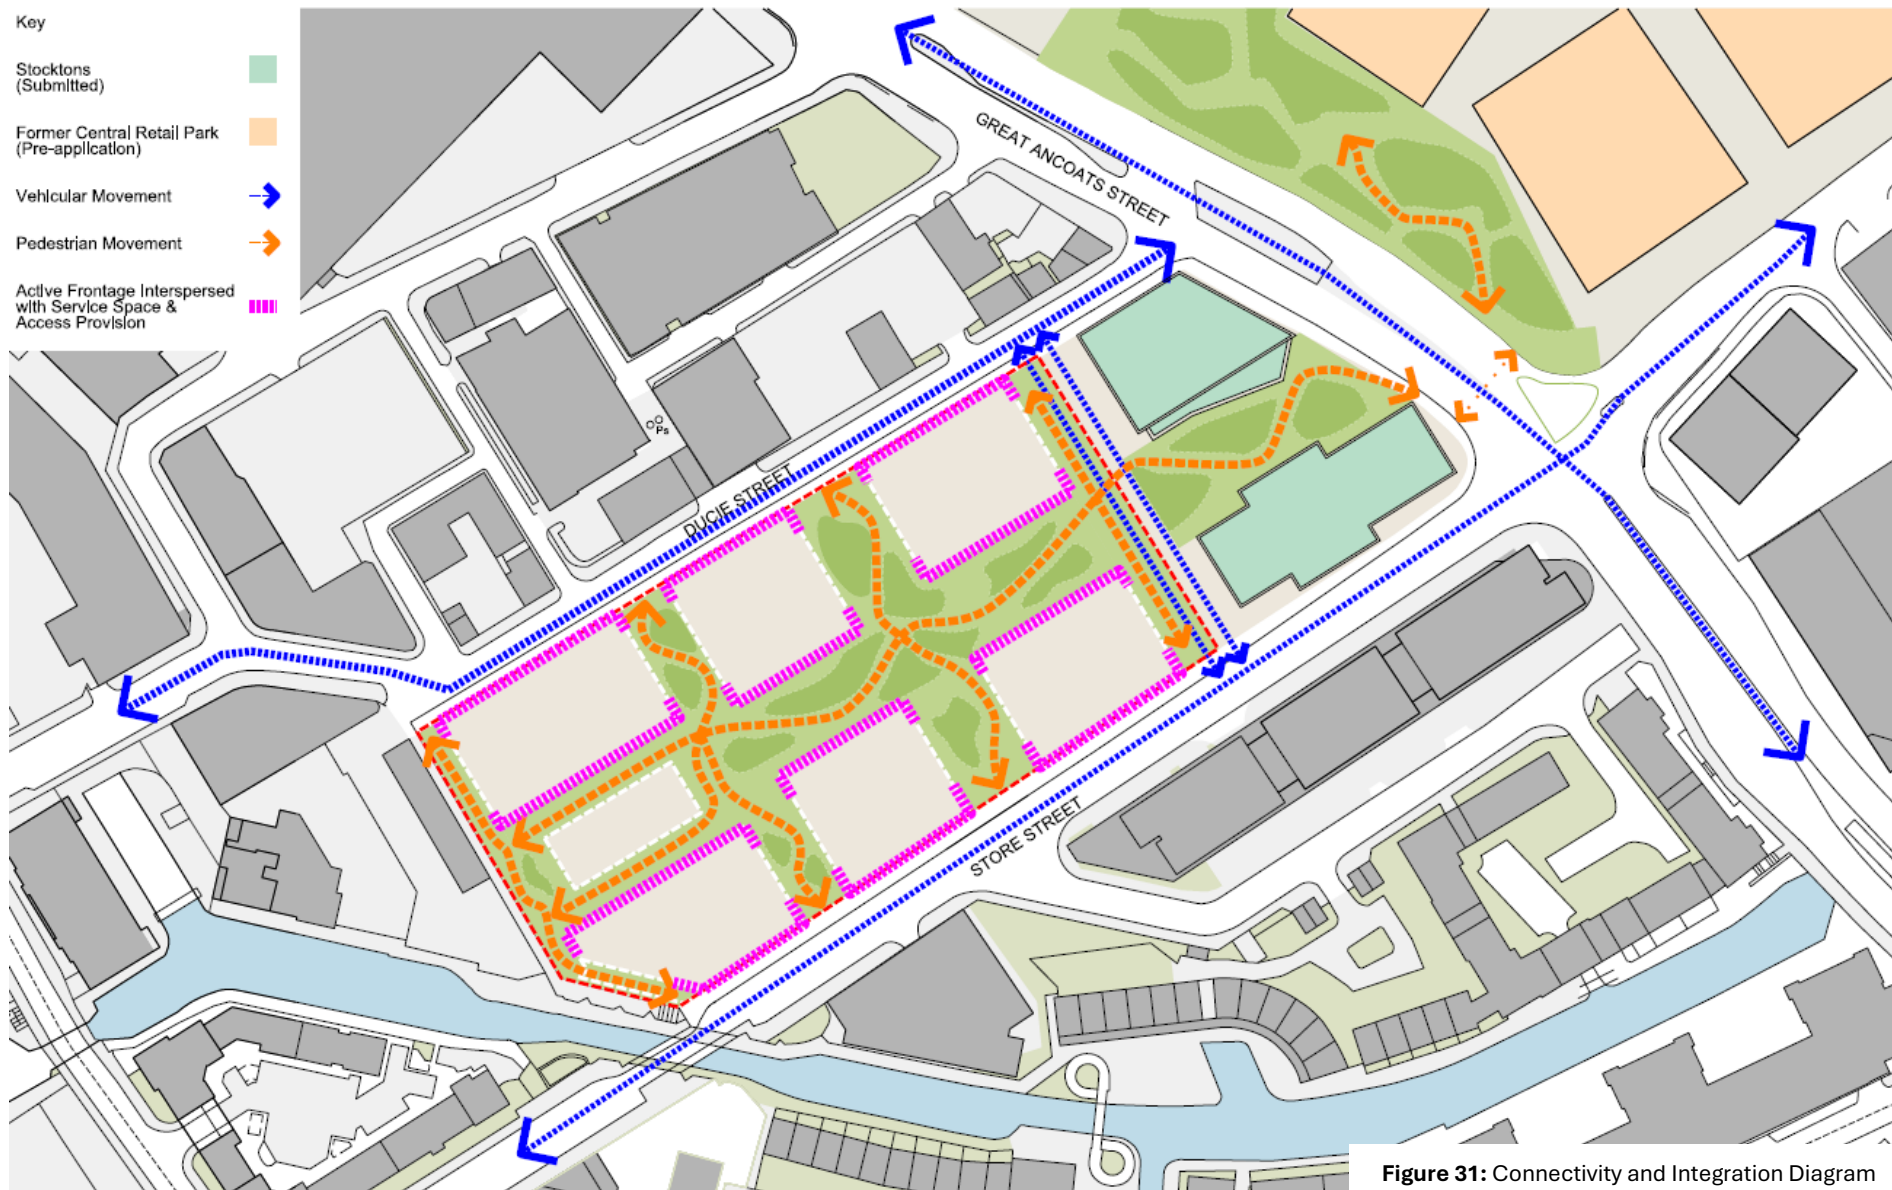 Key
Stocktons
(Submitted)
Former Central Retail Park
(Pre-application)
Vehicular Movement
Pedestrian Movement
Active Frontage Interspersed
with Service Space &
Access Provision
GREAT ANCOATS STREET
Ps
DUCIE STREET
STORE STREET
Figure 31: Connectivity and Integration Diagram